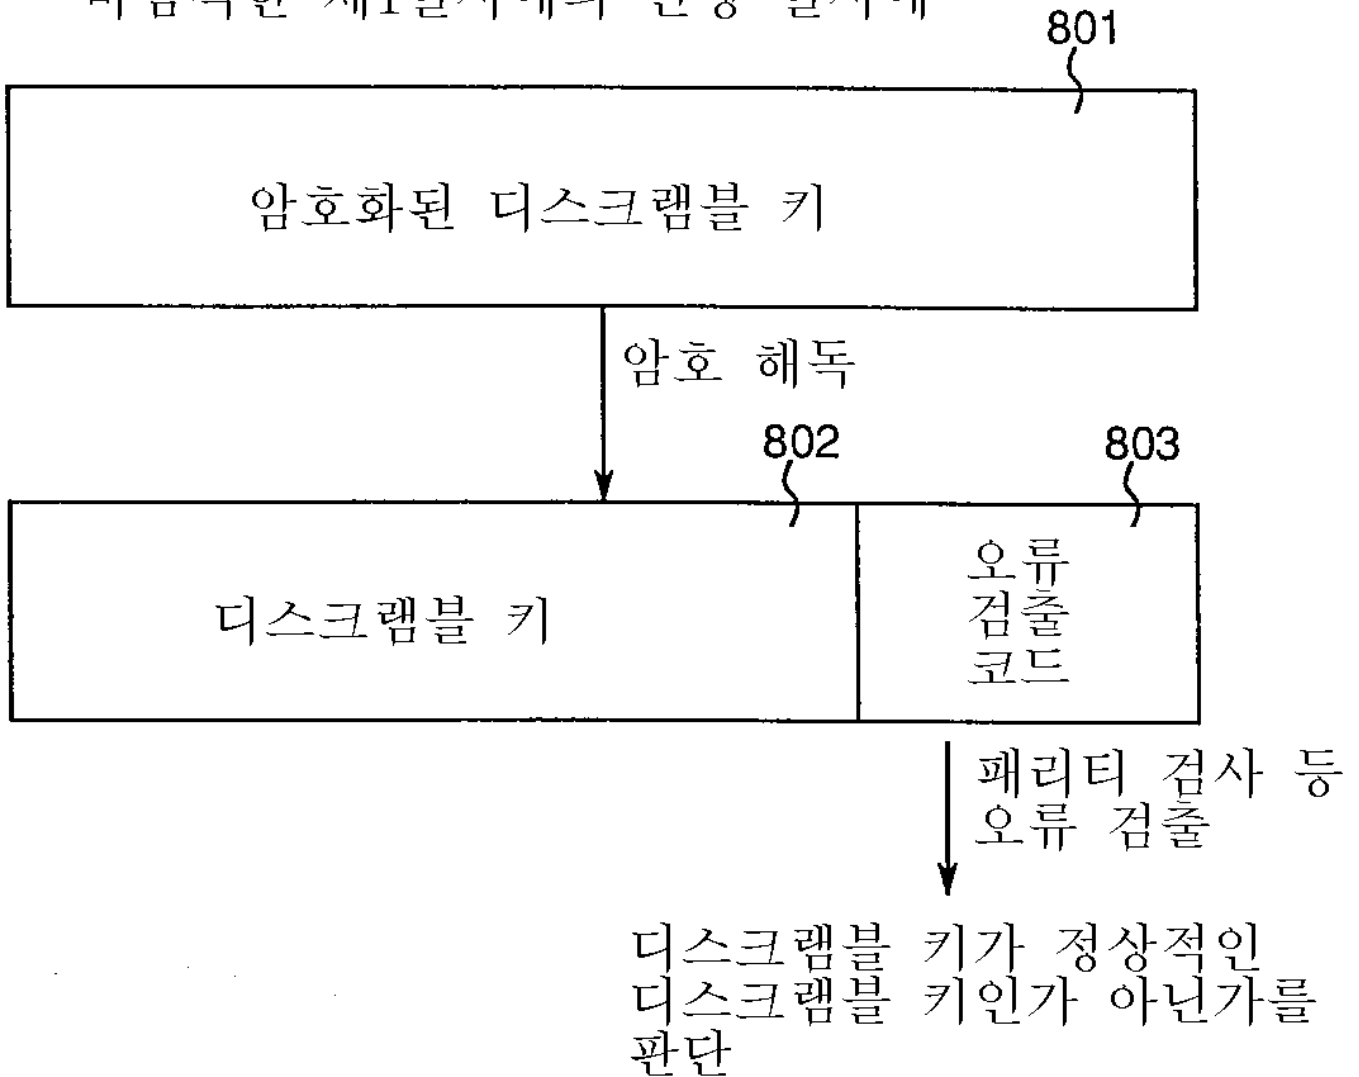 801
암호화된 디스크램블 키
암호 해독
802
803
디스크램블 키
오류
검출
코드
패리티 검사 등
오류 검출
디스크램블 키가 정상적인
디스크램블 키인가 아닌가를
판단